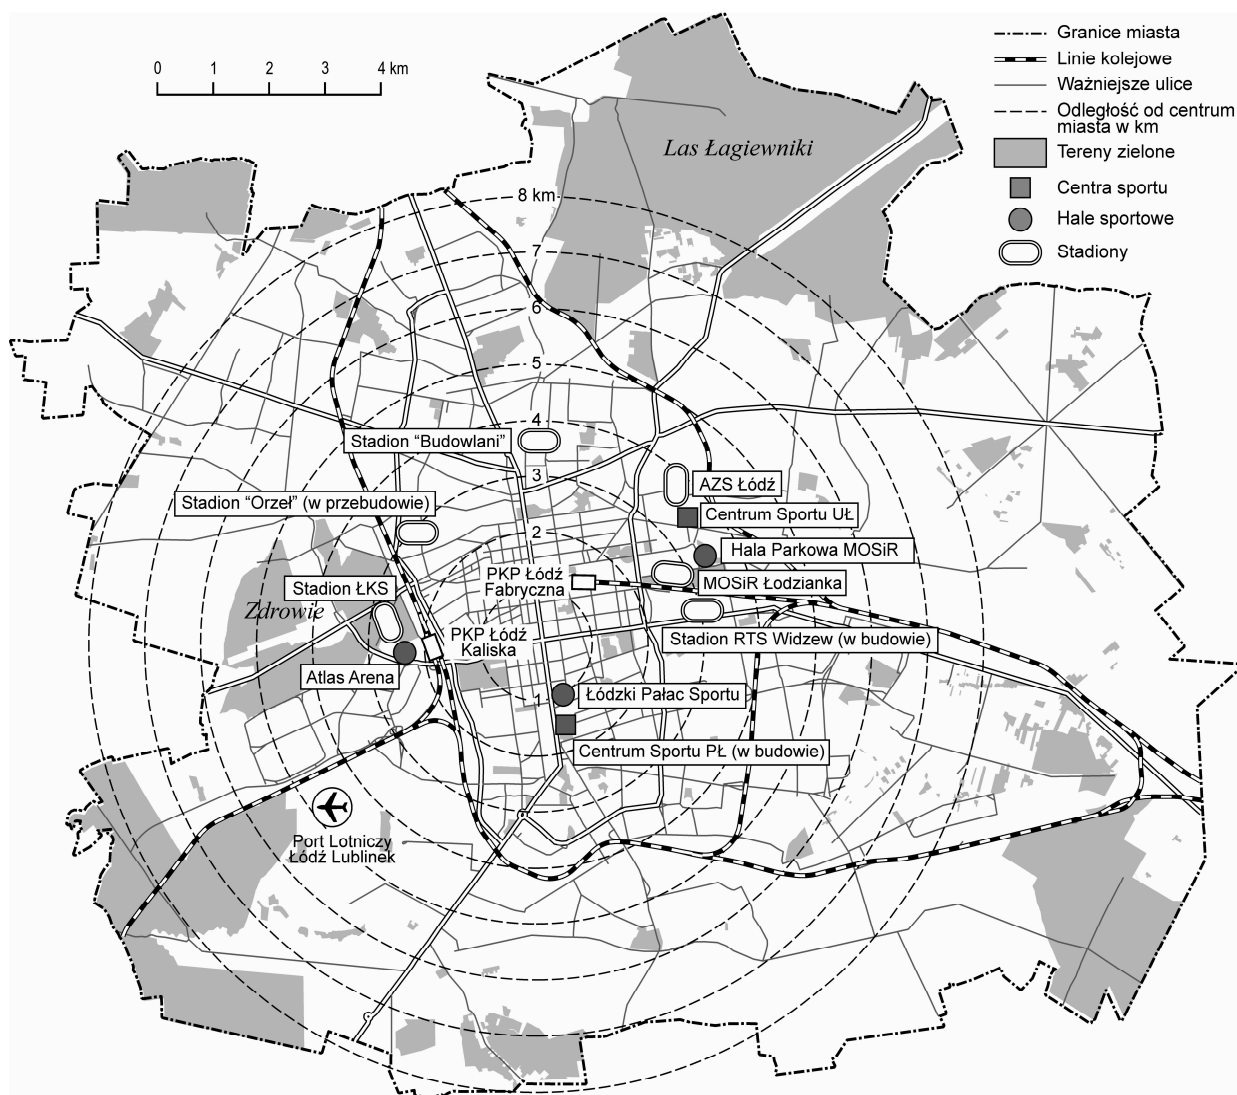 Granice miasta
0 1 2 3 4 km
Linie kolejowe
Ważniejsze ulice
Odległość od centrum
miasta w km
Las Łagiewniki
Tereny zielone
Centra sportu
8 km
Hale sportowe
7
Stadiony
6
5
4
Stadion “Budowlani”
3
AZS Łódź
Stadion “Orzeł” (w przebudowie)
Centrum Sportu UŁ
2
Hala Parkowa MOSiR
PKP Łódź
Fabryczna
MOSiR Łodzianka
Stadion ŁKS
Zdrowie
PKP Łódź
Kaliska
Stadion RTS Widzew (w budowie)
Atlas Arena
1
Łódzki Pałac Sportu
Centrum Sportu PŁ (w budowie)
Port Lotniczy
Łódź Lublinek